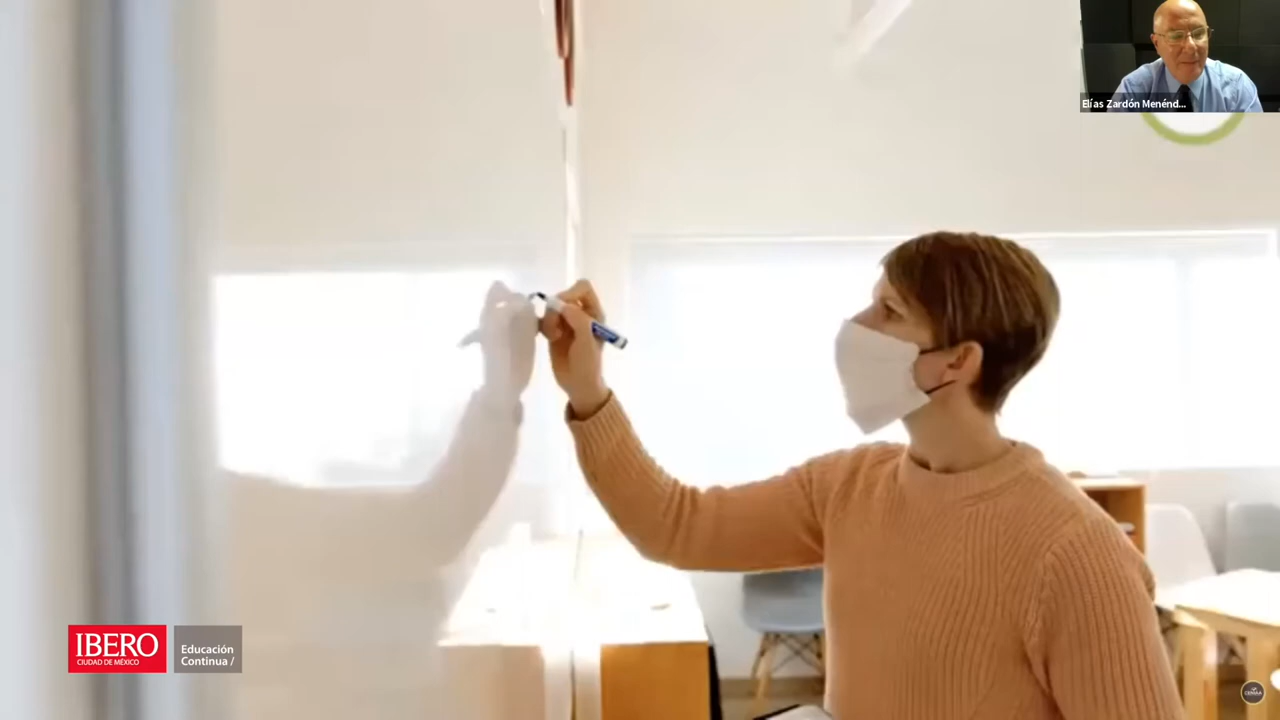 Elías Zardón Menénd...
IBERO
CIUDAD DE MÉXICO
Educación
Continua /